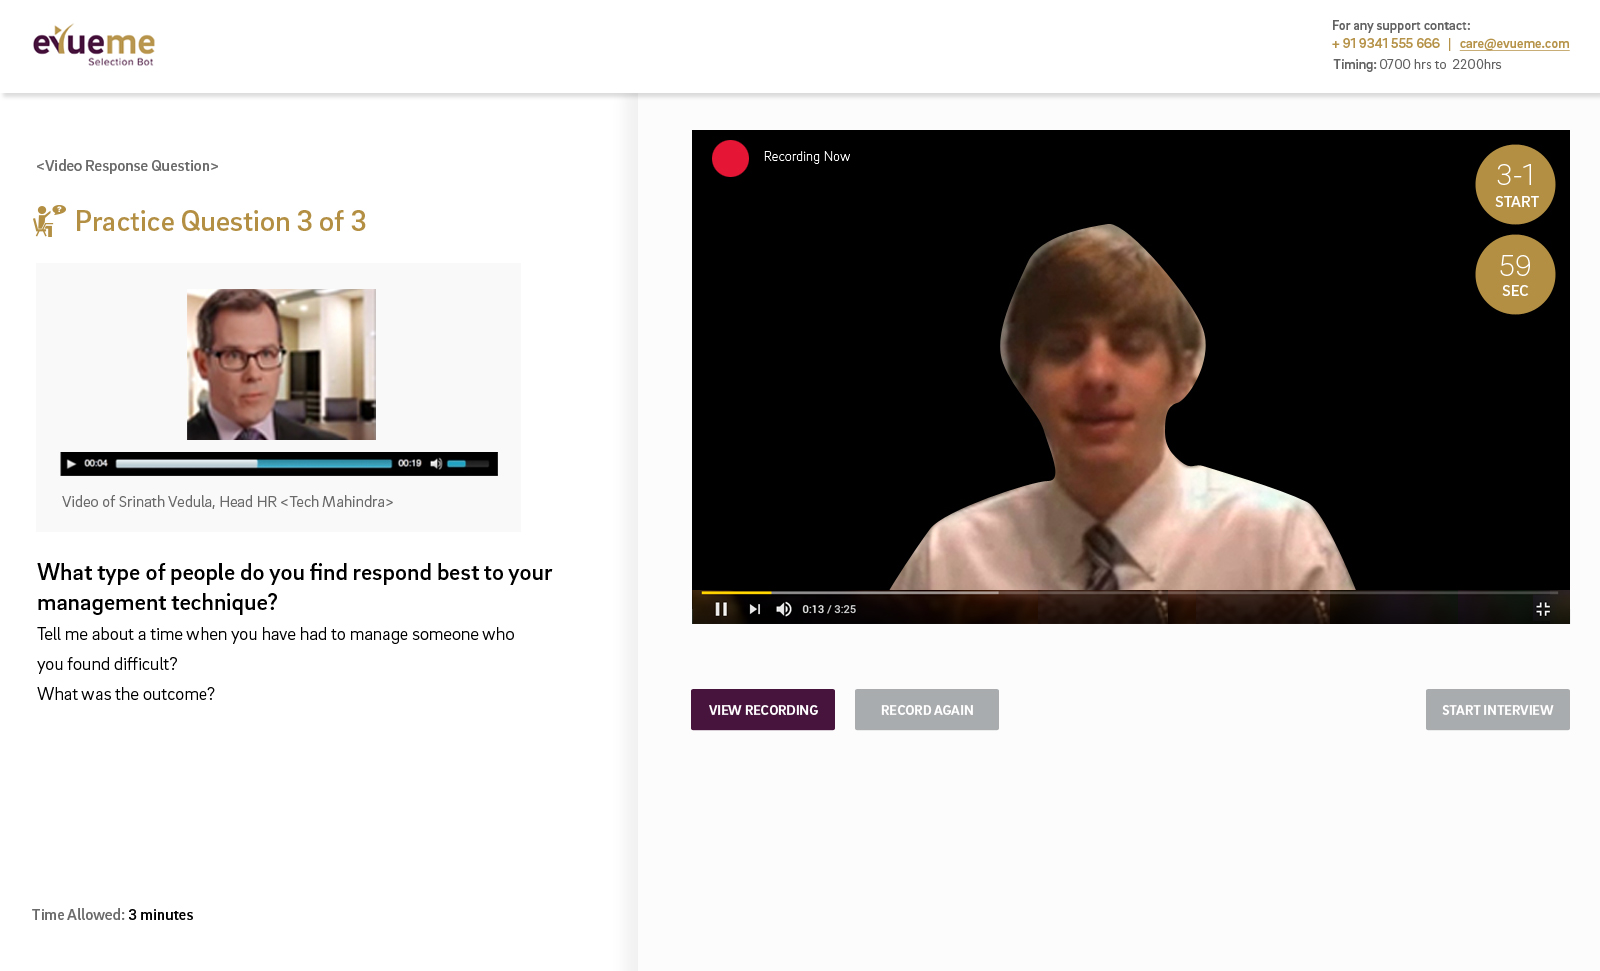 evueme
Selection Bot
For any support contact:
+ 91 9341 555 666 | care@evueme.com
Timing: 0700 hrs to 2200hrs
<Video Response Question>
?
Practice Question 3 of 3
00:04
00:19
Video of Srinath Vedula, Head HR <Tech Mahindra>
What type of people do you find respond best to your
management technique?
Tell me about a time when you have had to manage someone who
you found difficult?
What was the outcome?
Time Allowed: 3 minutes
Recording Now
3-1
START
59
SEC
0:13 / 3:25
VIEW RECORDING
RECORD AGAIN
START INTERVIEW